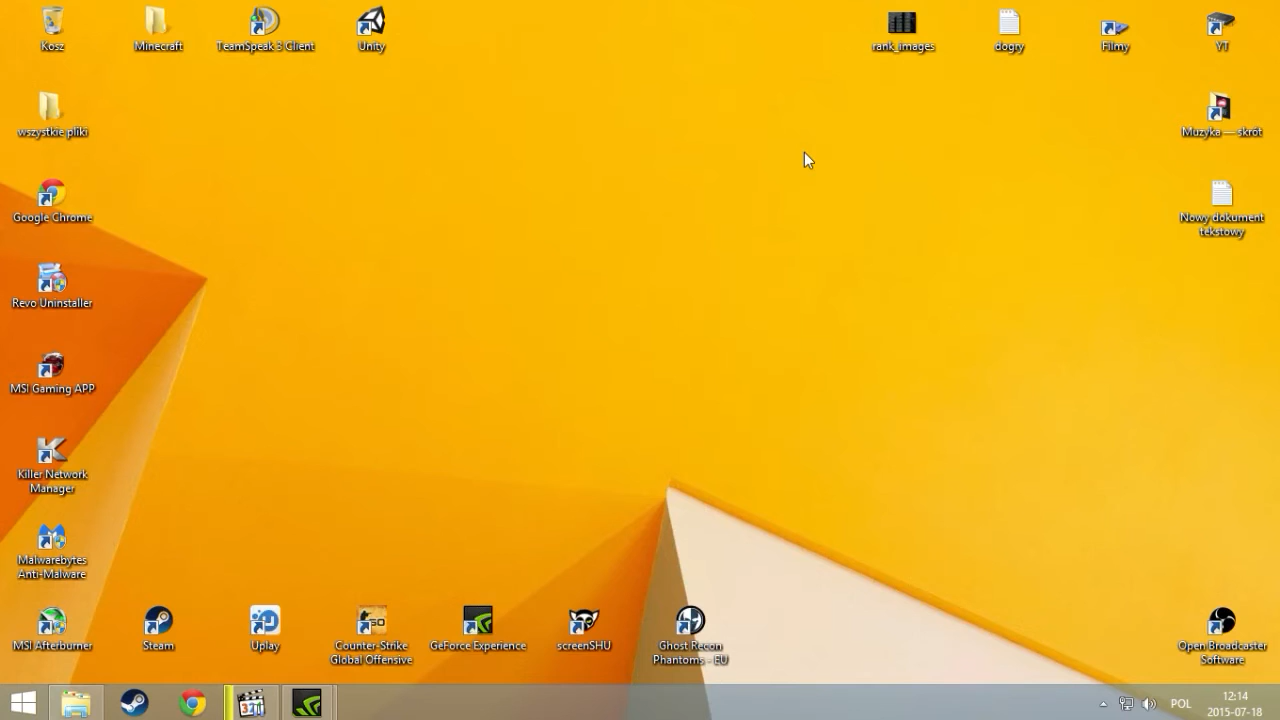 Kosz
Minecraft
TeamSpeak 3 Client
Unity
rank_images
dogry
Filmy
YT
wszystkie pliki
Muzyka — skrót
Google Chrome
Nowy dokument
tekstowy
Revo Uninstaller
MSI Gaming APP
Killer Network
Manager
Malwarebytes
Anti-Malware
MSI Afterburner
Steam
Uplay
Counter-Strike
Global Offensive
GeForce Experience
screenSHU
Ghost Recon
Phantoms - EU
Open Broadcaster
Software
321
POL
12:14
2015-07-18